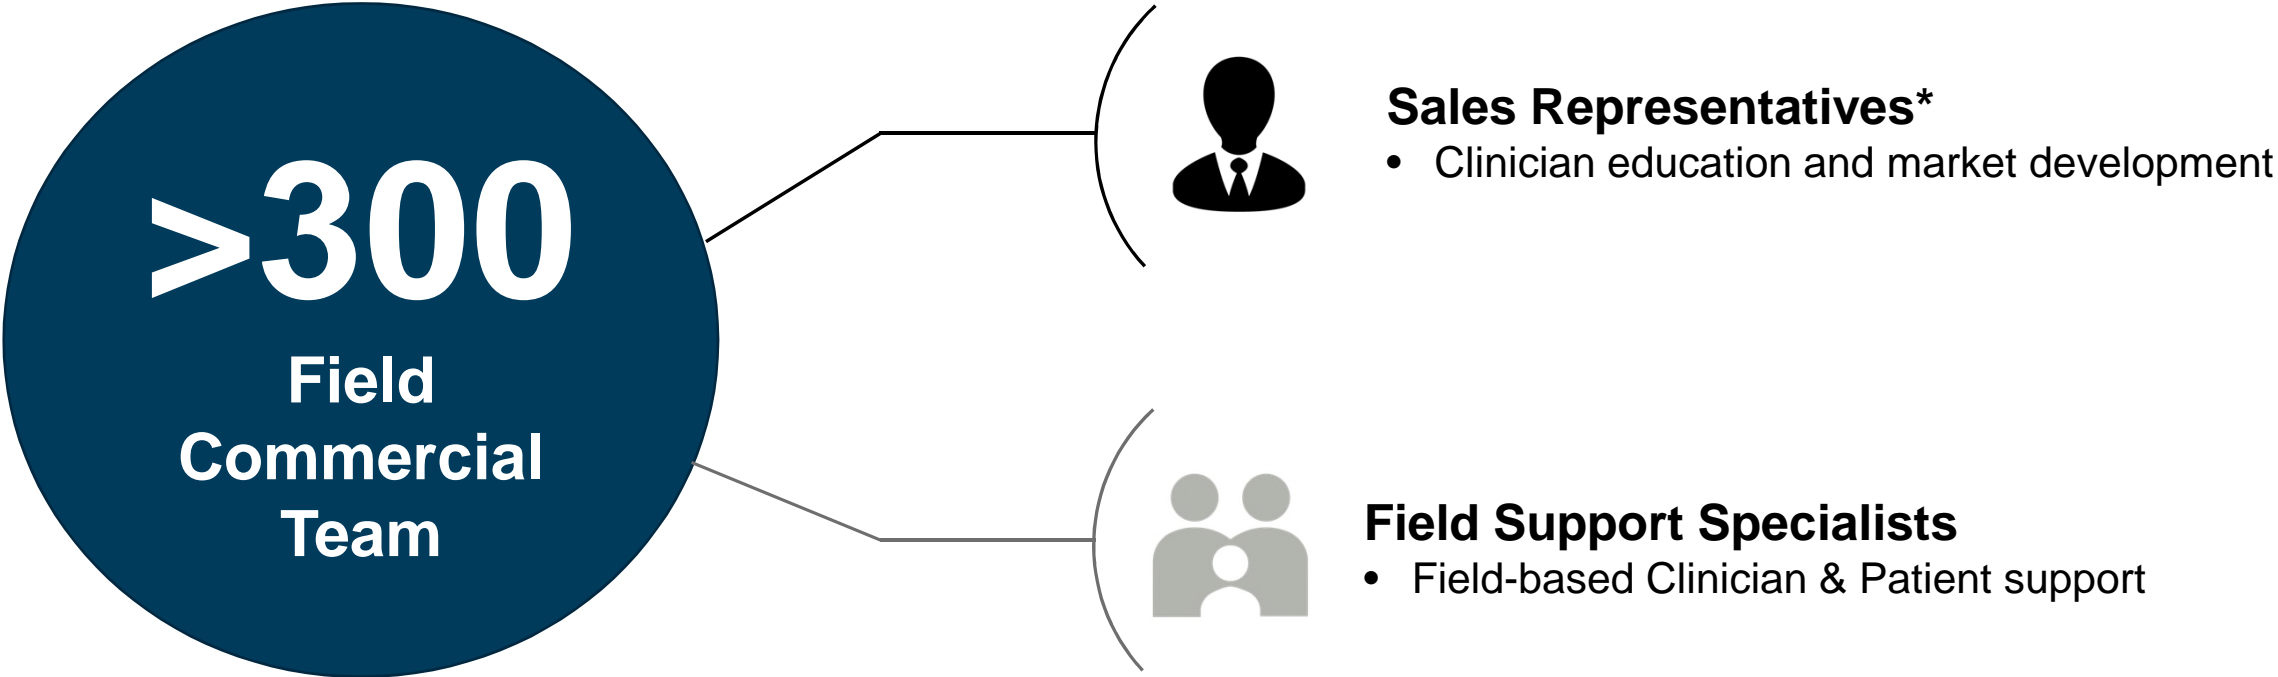 >300
Field
Commercial
Team
Sales Representatives*
• Clinician education and market development
Field Support Specialists
• Field-based Clinician & Patient support